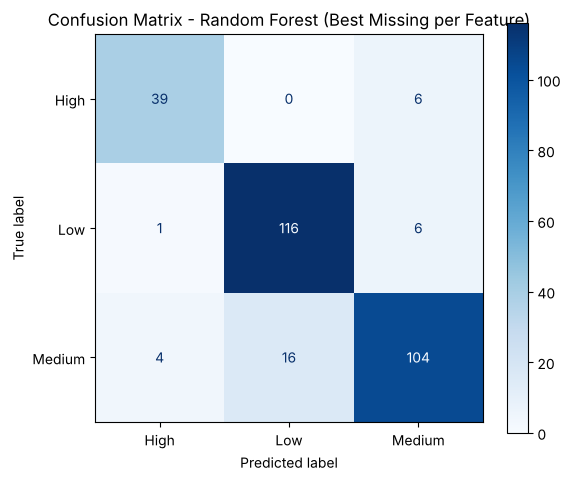 Confusion Matrix - Random Forest (Best Missing per Feature)
True label
High
Low
Medium
39 0 6
1 116 6
4 16 104
High Low Medium
Predicted label
100
80
60
40
20
0